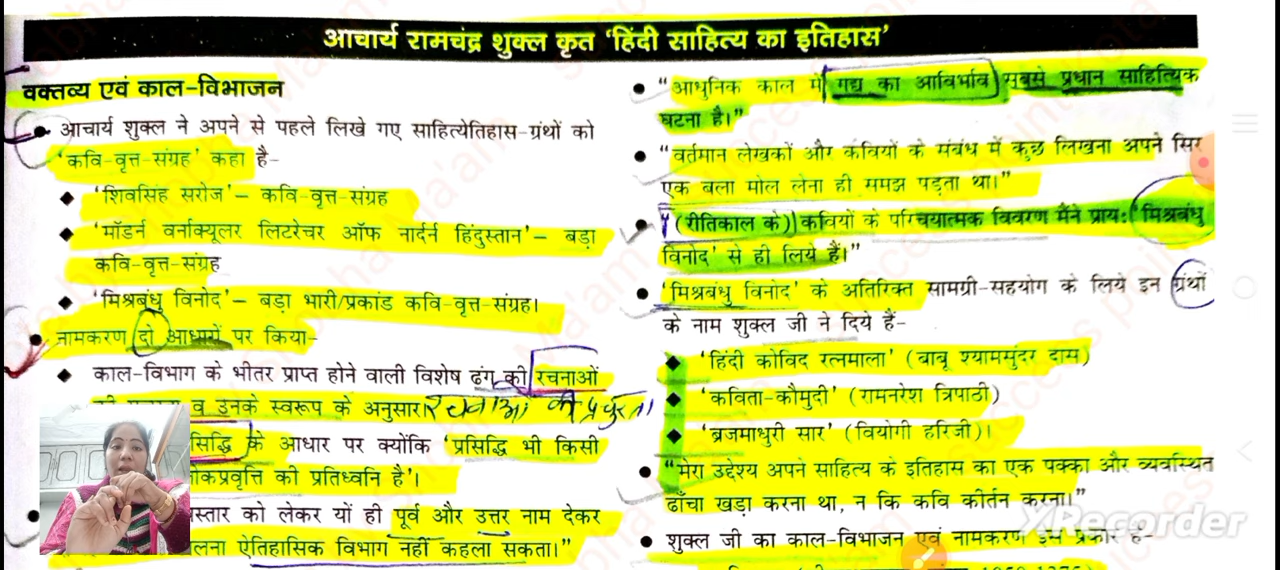 आचार्य रामचंद्र शुक्ल कृत 'हिंदी साहित्य का इतिहास'
वक्तव्य एवं काल-विभाजन
आचार्य शुक्ल ने अपने से पहले लिखे गए साहित्येतिहास-ग्रंथों को
'कवि-वृत्त-संग्रह' कहा है-
'शिवसिंह सरोज'– कवि-वृत्त-संग्रह
'मॉडर्न वर्नाक्यूलर लिटरेचर ऑफ नार्दर्न हिंदुस्तान'– बड़ा
कवि-वृत्त-संग्रह
'मिश्रबंधु विनोद'– बड़ा भारी/प्रकांड कवि-वृत्त-संग्रह।
नामकरण दो आधारों पर किया-
काल-विभाग के भीतर प्राप्त होने वाली विशेष ढंग की रचनाओं
व उनके स्वरूप के अनुसार। रचनाओं की प्रचुरता
सिद्धि के आधार पर क्योंकि 'प्रसिद्धि भी किसी
लोकप्रवृत्ति की प्रतिध्वनि है'।
स्तार को लेकर यों ही पूर्व और उत्तर नाम देकर
लना ऐतिहासिक विभाग नहीं कहला सकता।"
"आधुनिक काल में गद्य का आविर्भाव सबसे प्रधान साहित्यिक
घटना है।"
"वर्तमान लेखकों और कवियों के संबंध में कुछ लिखना अपने सिर
एक बला मोल लेना ही समझ पड़ता था।"
"(रीतिकाल के) कवियों के परिचयात्मक विवरण मैंने प्रायः 'मिश्रबंधु
विनोद' से ही लिये हैं।"
'मिश्रबंधु विनोद' के अतिरिक्त सामग्री-सहयोग के लिये इन ग्रंथों
के नाम शुक्ल जी ने दिये हैं-
'हिंदी कोविद रत्नमाला' (बाबू श्यामसुंदर दास)
'कविता-कौमुदी' (रामनरेश त्रिपाठी)
'ब्रजमाधुरी सार' (वियोगी हरिजी)।
"मेरा उद्देश्य अपने साहित्य के इतिहास का एक पक्का और व्यवस्थित
ढाँचा खड़ा करना था, न कि कवि कीर्तन करना।"
शुक्ल जी का काल-विभाजन एवं नामकरण इस प्रकार है-
XRecorder